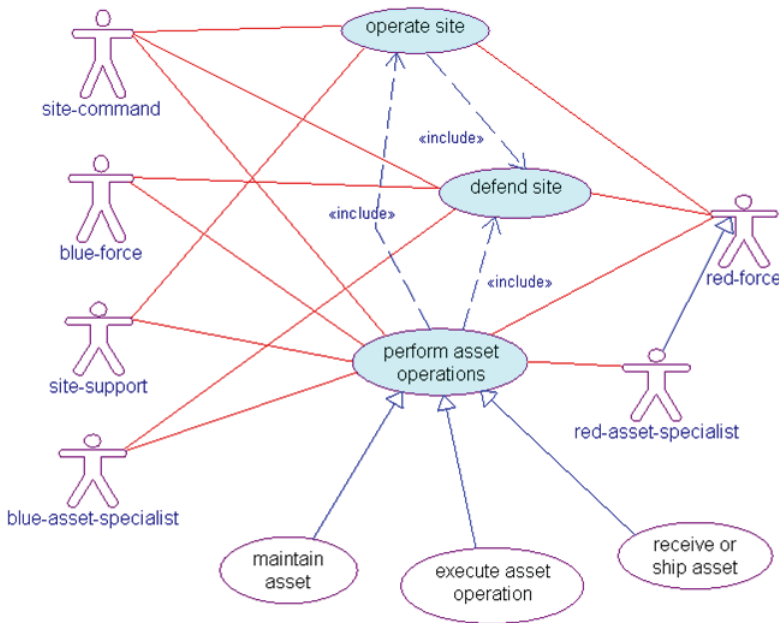 operate site
site-command
«include»
defend site
«include»
blue-force
red-force
«include»
perform asset
operations
site-support
red-asset-specialist
blue-asset-specialist
maintain
asset
execute asset
operation
receive or
ship asset